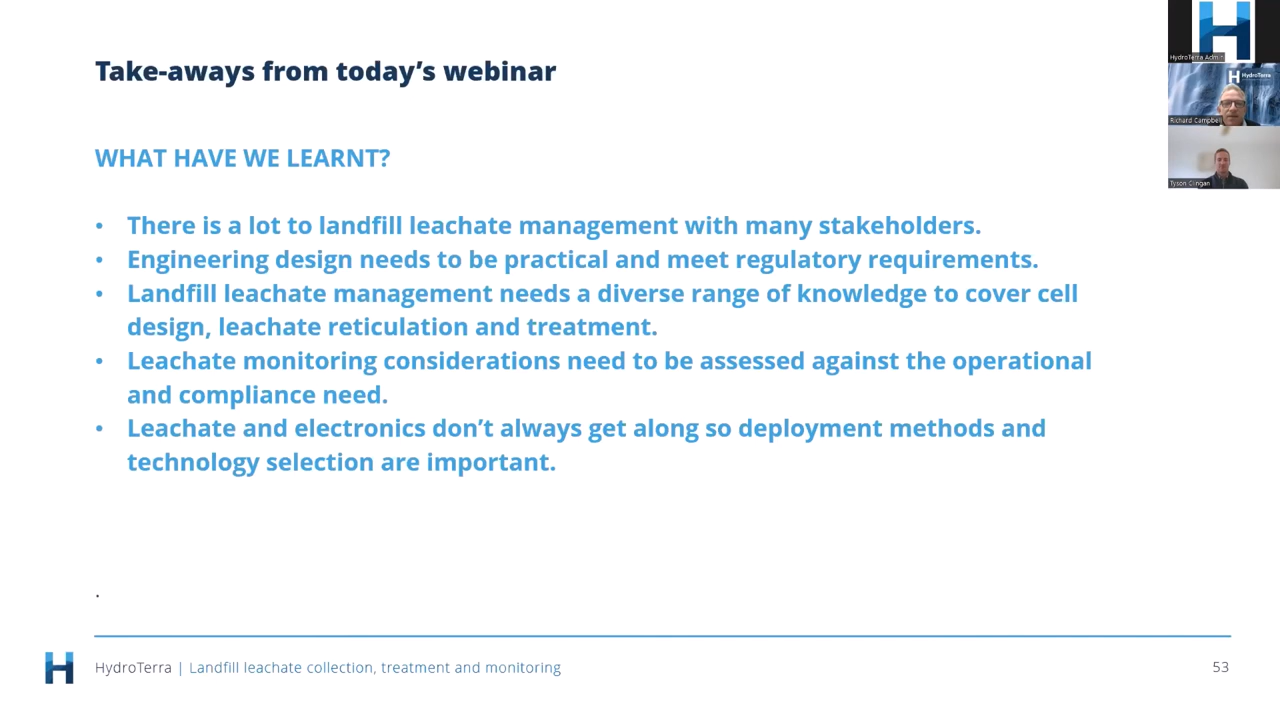 Take-aways from today’s webinar
WHAT HAVE WE LEARNT?
• There is a lot to landfill leachate management with many stakeholders.
• Engineering design needs to be practical and meet regulatory requirements.
• Landfill leachate management needs a diverse range of knowledge to cover cell
design, leachate reticulation and treatment.
• Leachate monitoring considerations need to be assessed against the operational
and compliance need.
• Leachate and electronics don’t always get along so deployment methods and
technology selection are important.
.
HydroTerra | Landfill leachate collection, treatment and monitoring
53
HydroTerra
Richard Campbell
Tyson Clingan
HydroTerra